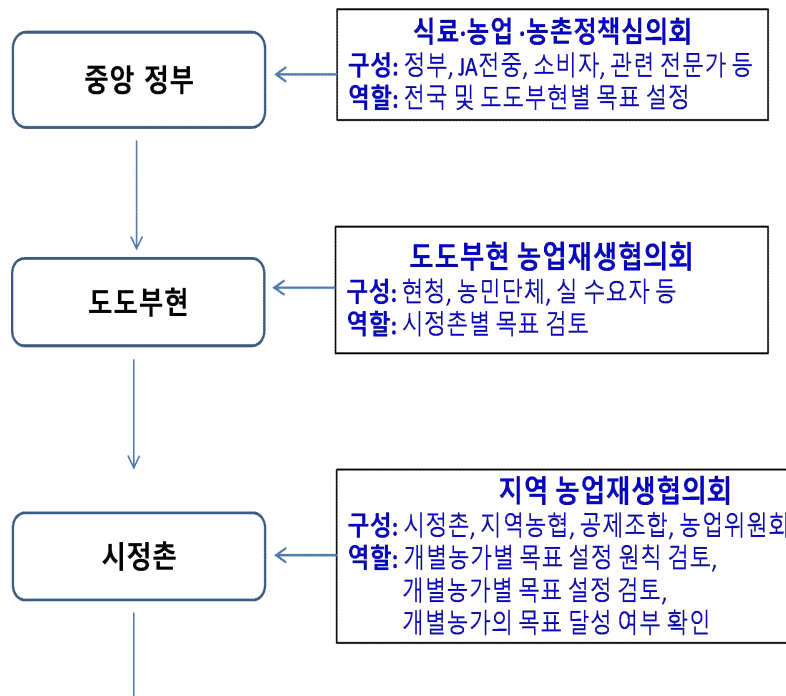 중앙 정부
식료·농업·농촌정책심의회
구성: 정부, JA전중, 소비자, 관련 전문가 등
역할: 전국 및 도도부현별 목표 설정
도도부현
도도부현 농업재생협의회
구성: 현청, 농민단체, 실 수요자 등
역할: 시정촌별 목표 검토
시정촌
지역 농업재생협의회
구성: 시정촌, 지역농협, 공제조합, 농업위원회
역할: 개별농가별 목표 설정 원칙 검토,
개별농가별 목표 설정 검토,
개별농가의 목표 달성 여부 확인